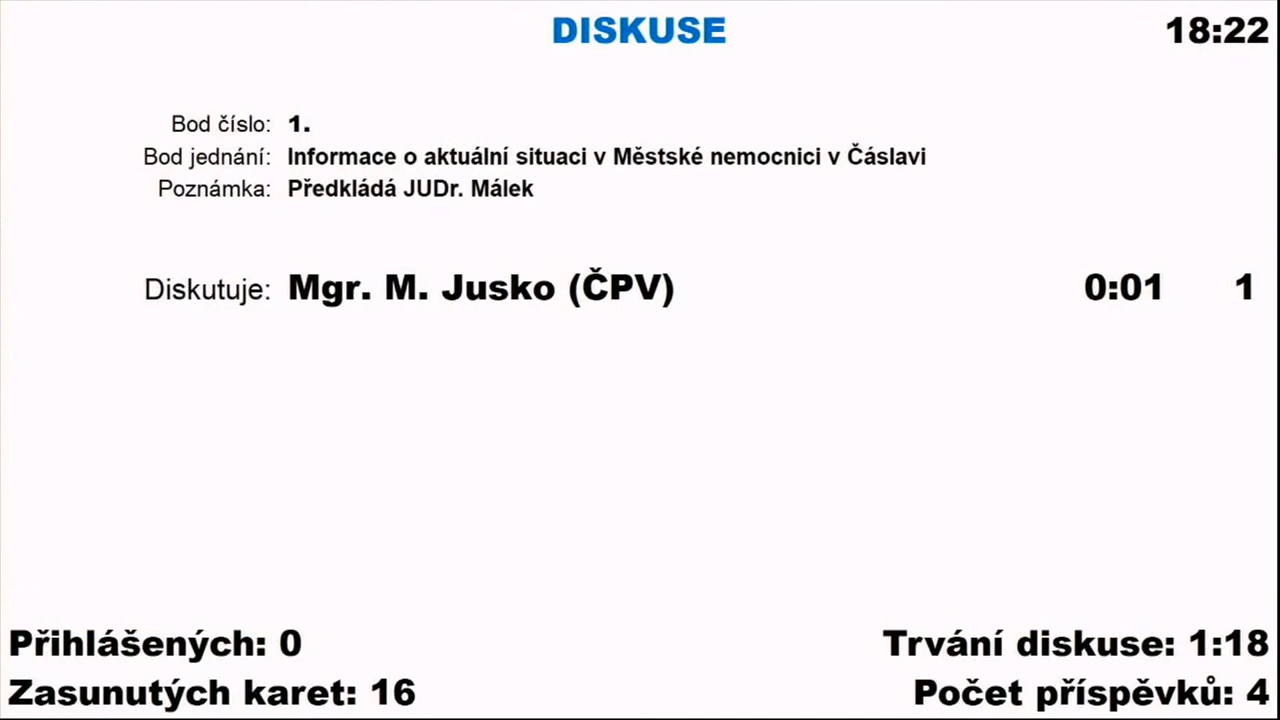 DISKUSE 18:22
Bod číslo: 1.
Bod jednání: Informace o aktuální situaci v Městské nemocnici v Čáslavi
Poznámka: Předkládá JUDr. Málek
Diskutuje: Mgr. M. Jusko (ČPV) 0:01 1
Přihlášených: 0 Trvání diskuse: 1:18
Zasunutých karet: 16 Počet příspěvků: 4